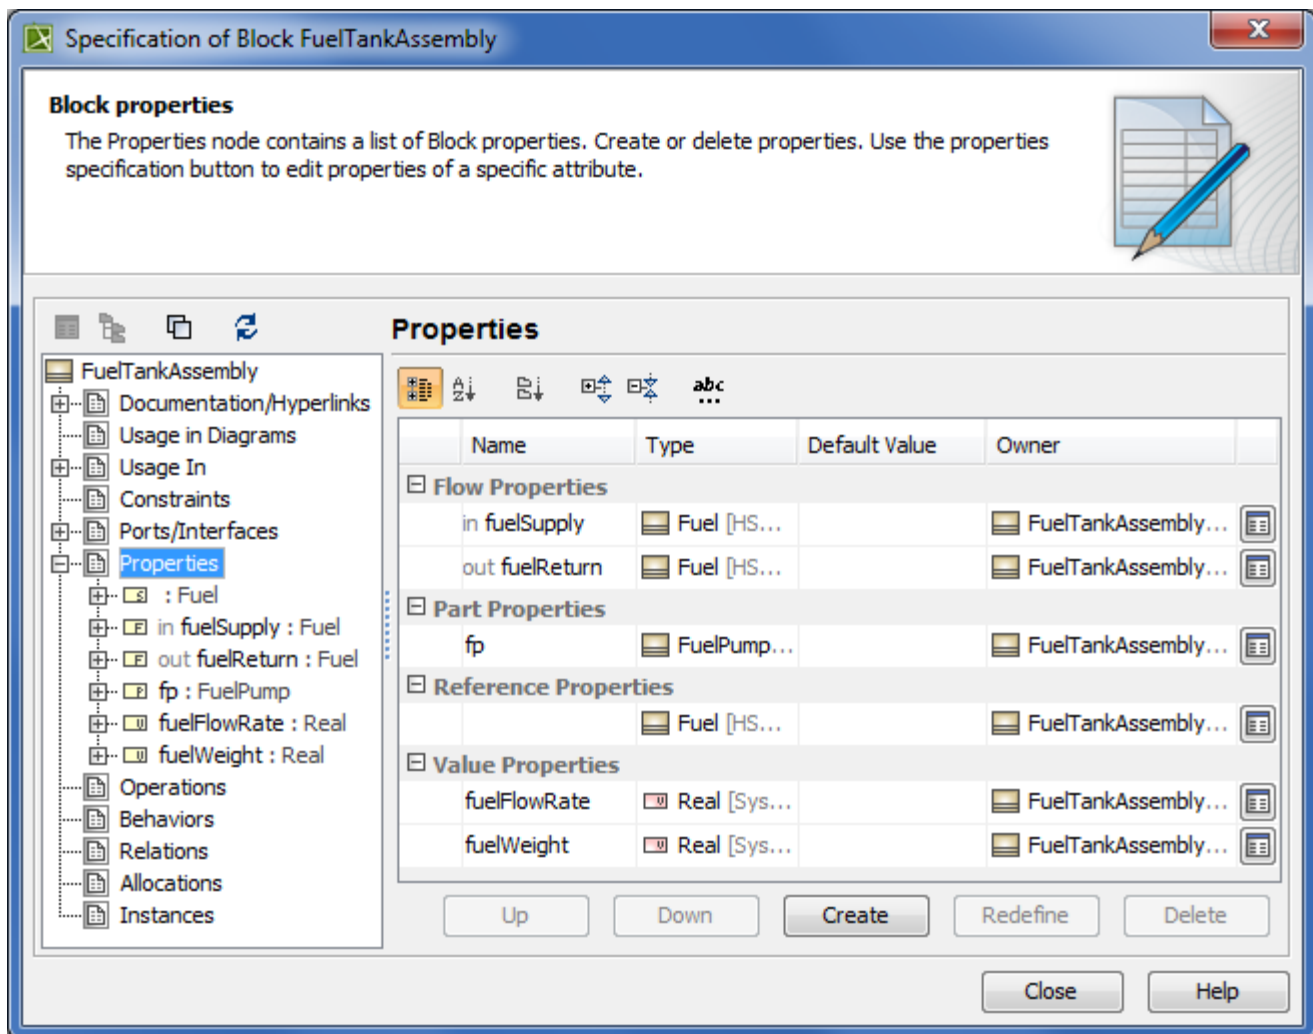 Specification of Block FuelTankAssembly
Block properties
The Properties node contains a list of Block properties. Create or delete properties. Use the properties
specification button to edit properties of a specific attribute.
Properties
FuelTankAssembly
Documentation/Hyperlinks
Usage in Diagrams
Usage In
Constraints
Ports/Interfaces
Properties
: Fuel
in fuelSupply : Fuel
out fuelReturn : Fuel
fp : FuelPump
fuelFlowRate : Real
fuelWeight : Real
Operations
Behaviors
Relations
Allocations
Instances
abc
Name Type Default Value Owner
Flow Properties
in fuelSupply Fuel [HS... FuelTankAssembly...
out fuelReturn Fuel [HS... FuelTankAssembly...
Part Properties
fp FuelPump... FuelTankAssembly...
Reference Properties
Fuel [HS... FuelTankAssembly...
Value Properties
fuelFlowRate Real [Sys... FuelTankAssembly...
fuelWeight Real [Sys... FuelTankAssembly...
Up Down Create Redefine Delete
Close Help